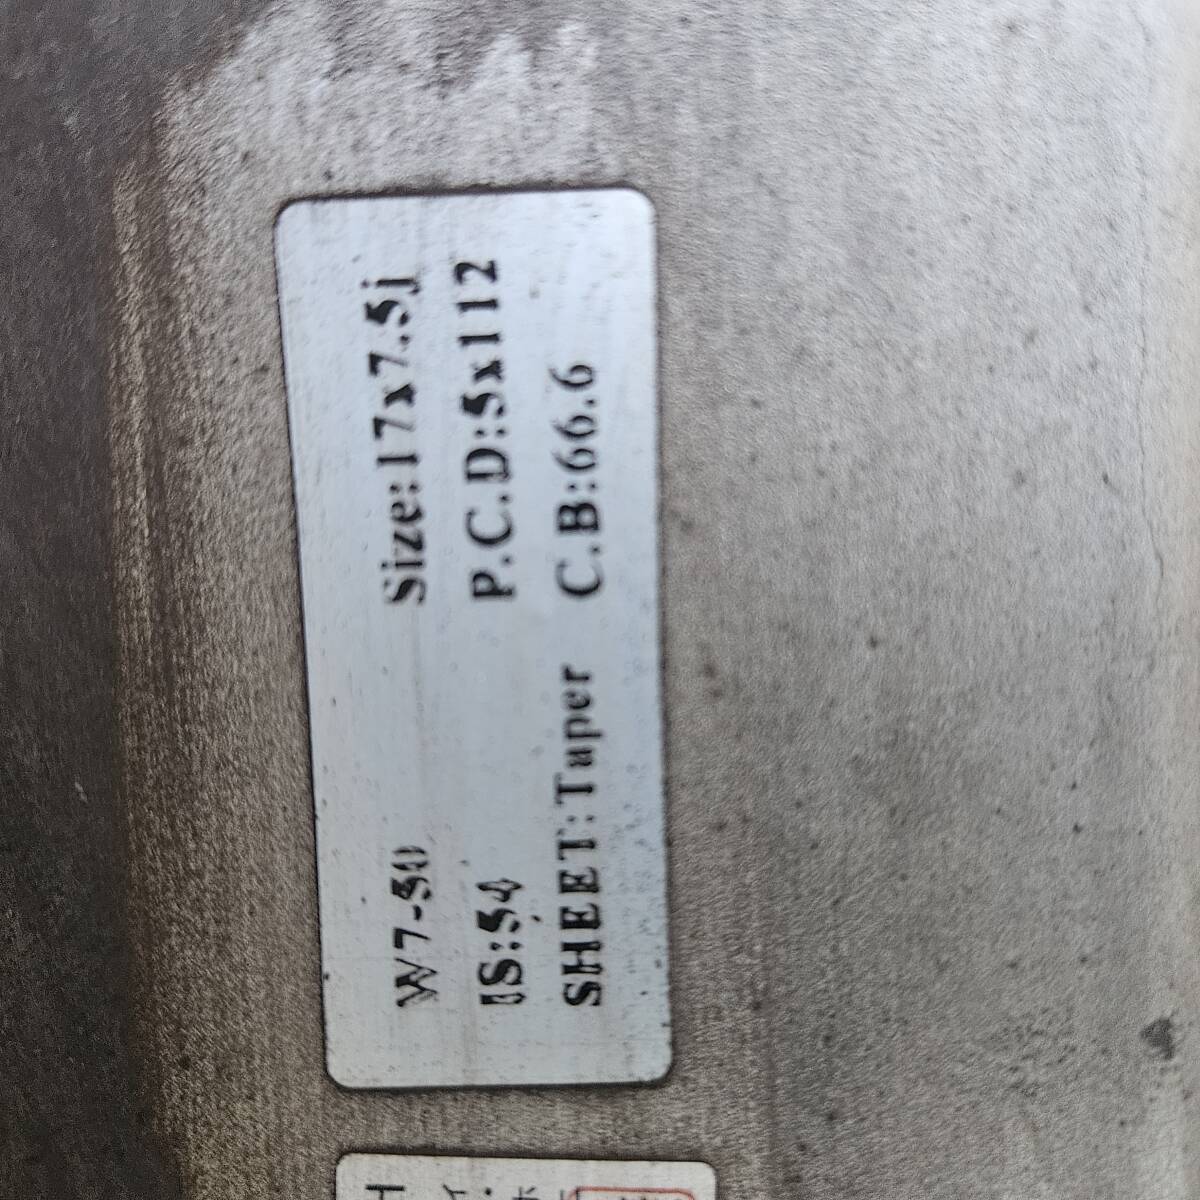 W7-50 Size:17x7.5j
IS:54 P.C.D:5x112
SHEET:Taper C.B:66.6
H